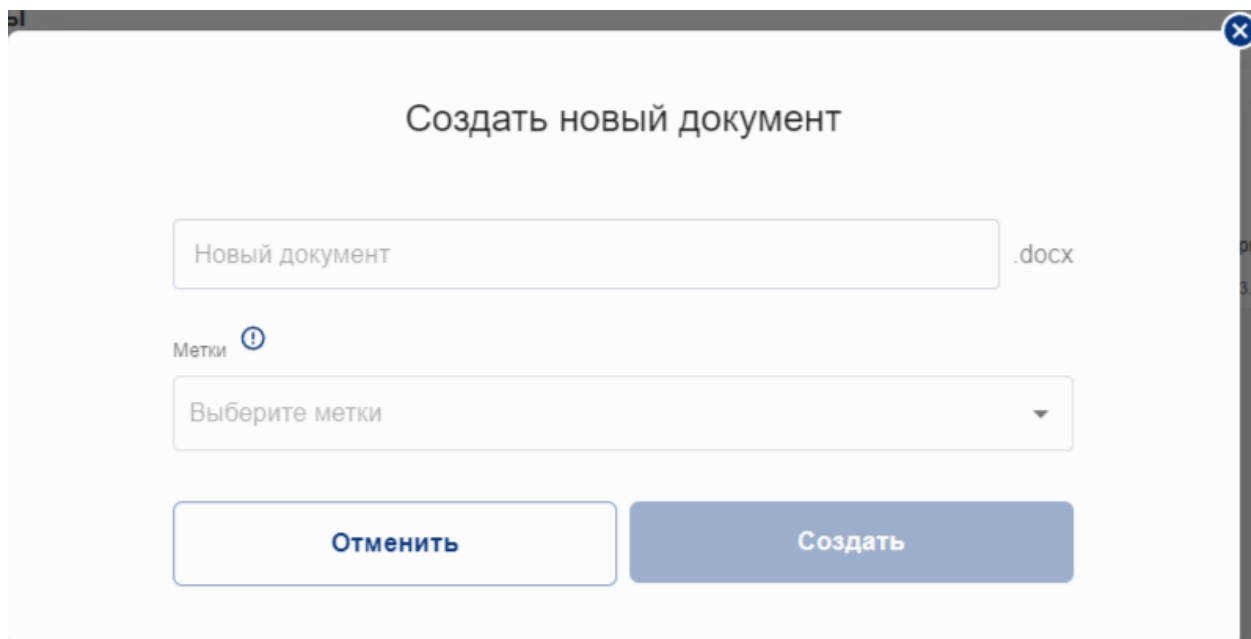 ы
Создать новый документ
Новый документ .docx
Метки
Выберите метки
Отменить Создать